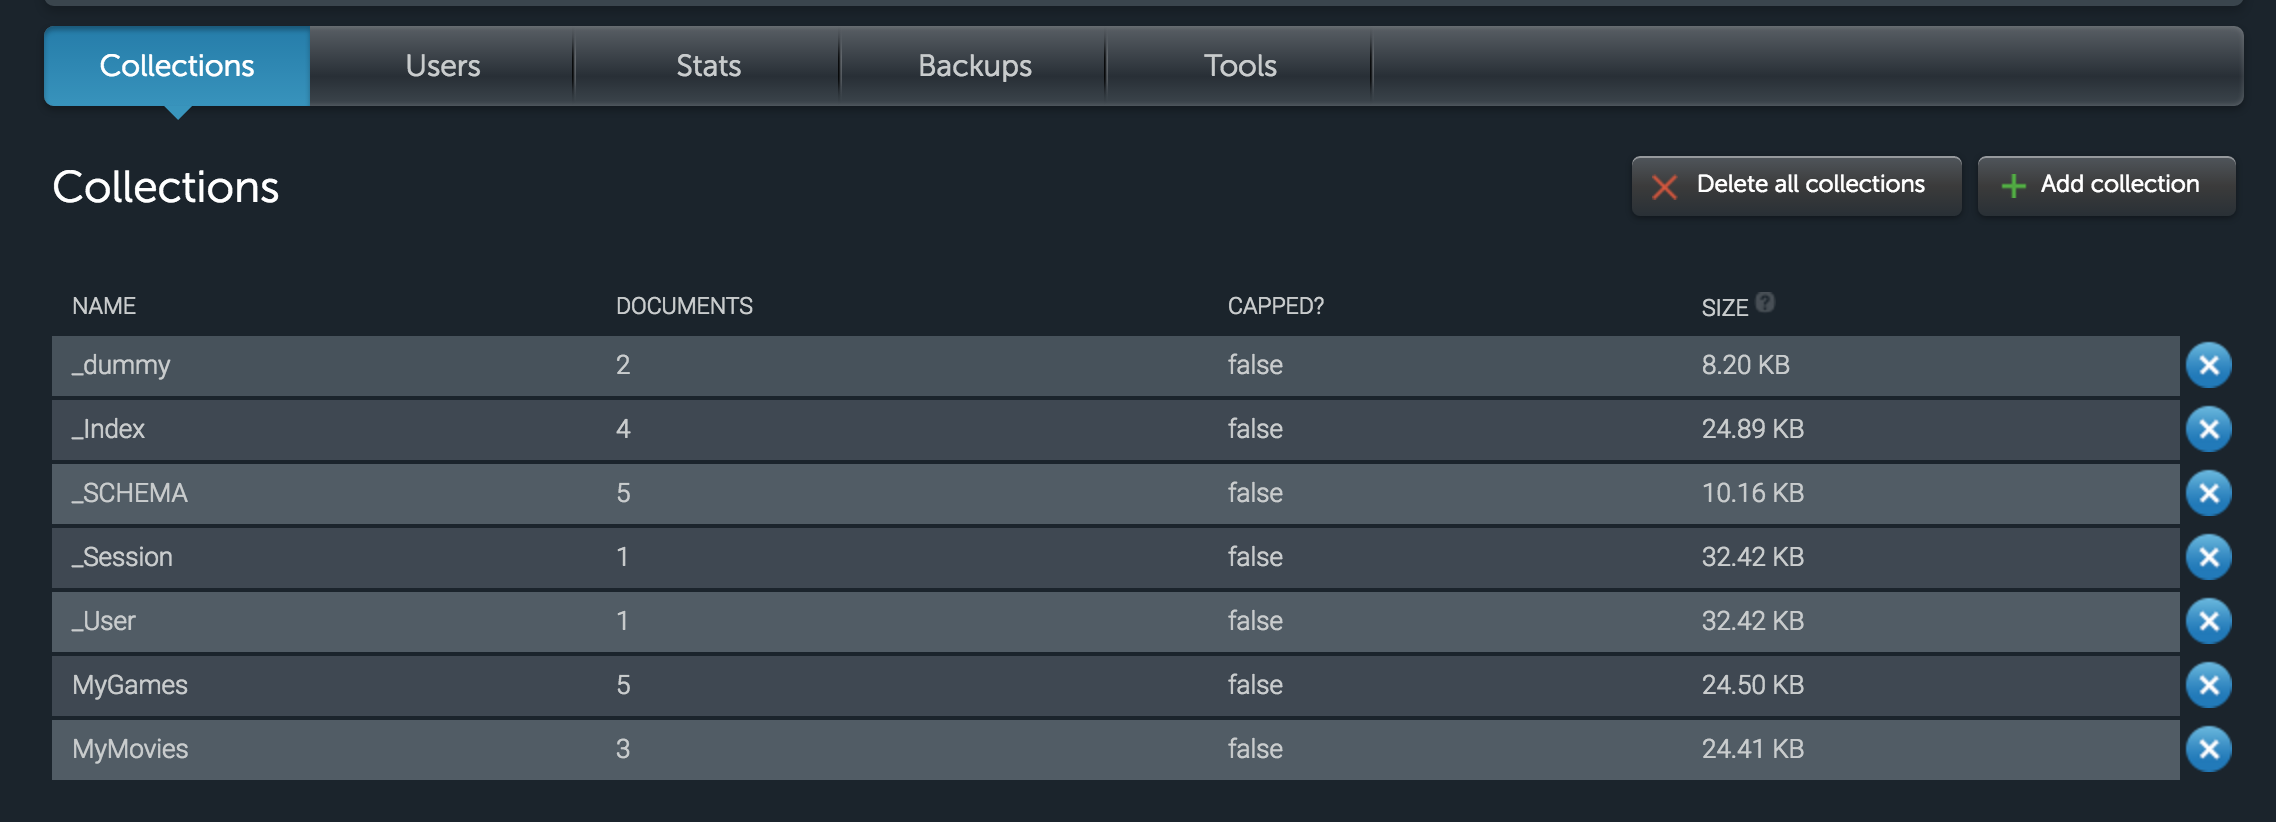 Collections Users Stats Backups Tools
Collections Delete all collections Add collection
NAME DOCUMENTS CAPPED? SIZE ?
_dummy 2 false 8.20 KB
_Index 4 false 24.89 KB
_SCHEMA 5 false 10.16 KB
_Session 1 false 32.42 KB
_User 1 false 32.42 KB
MyGames 5 false 24.50 KB
MyMovies 3 false 24.41 KB